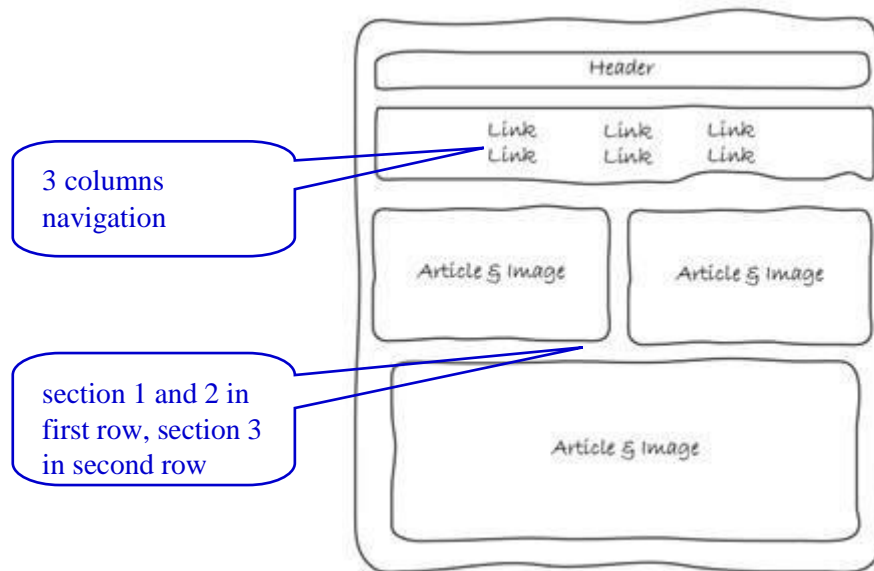 Header
Link Link Link
Link Link Link
3 columns
navigation
Article & Image Article & Image
section 1 and 2 in
first row, section 3
in second row
Article & Image